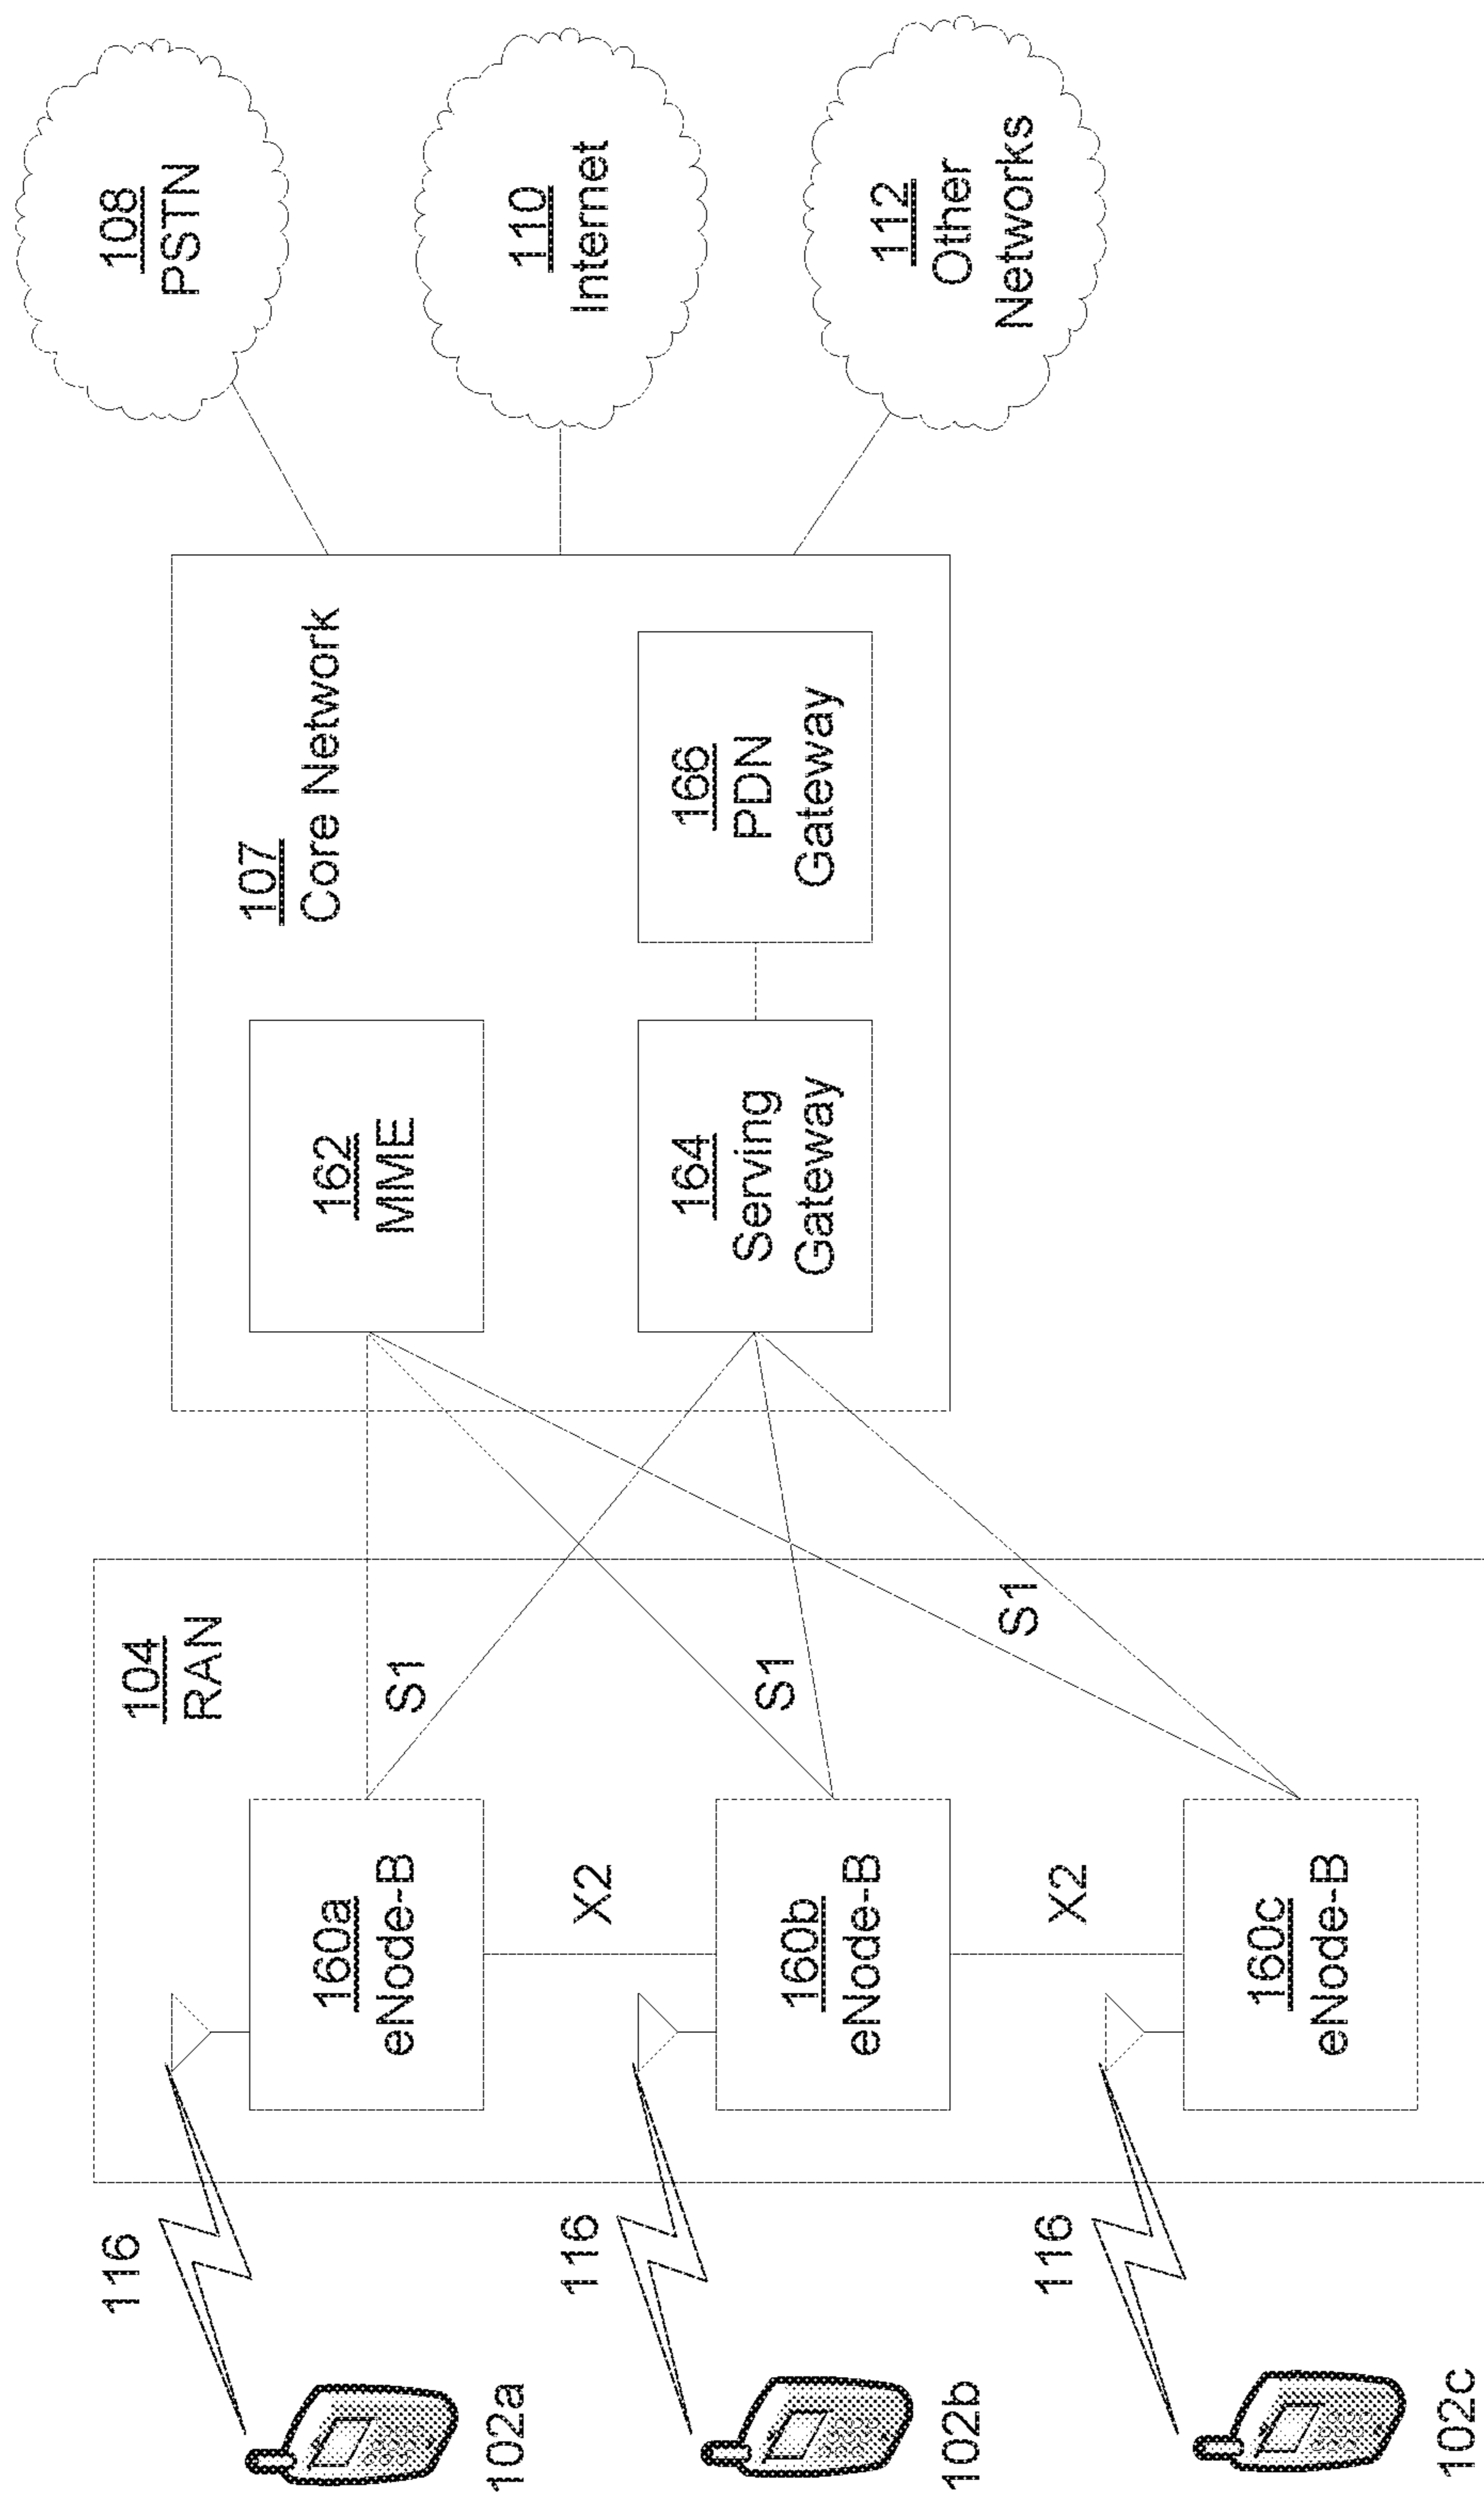 102a
116
160a
eNode-B
104
RAN
S1
X2
102b
116
160b
eNode-B
S1
X2
102c
116
160c
eNode-B
S1
107
Core Network
162
MME
164
Serving
Gateway
166
PDN
Gateway
108
PSTN
110
Internet
112
Other
Networks